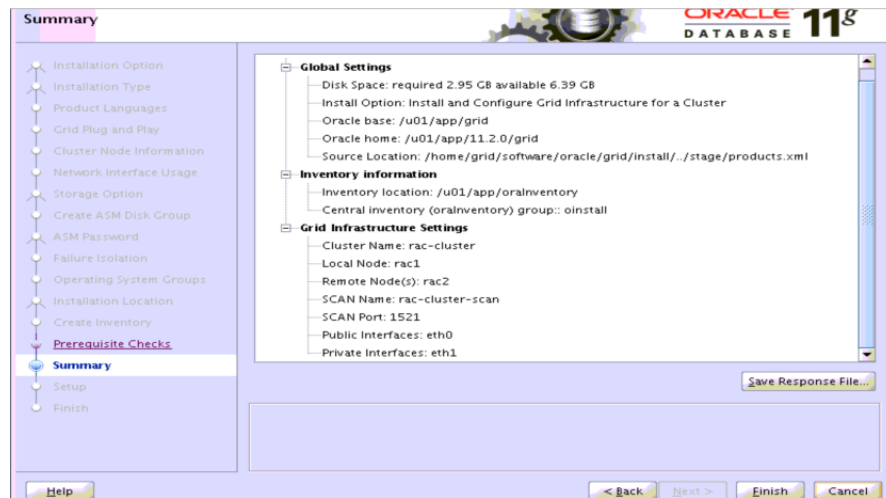 Summary
ORACLE
DATABASE 11g
Installation Option
Installation Type
Product Languages
Grid Plug and Play
Cluster Node Information
Network Interface Usage
Storage Option
Create ASM Disk Group
ASM Password
Failure Isolation
Operating System Groups
Installation Location
Create Inventory
Prerequisite Checks
Summary
Setup
Finish
Global Settings
Disk Space: required 2.95 GB available 6.39 GB
Install Option: Install and Configure Grid Infrastructure for a Cluster
Oracle base: /u01/app/grid
Oracle home: /u01/app/11.2.0/grid
Source Location: /home/grid/software/oracle/grid/install/../stage/products.xml
Inventory information
Inventory location: /u01/app/oraInventory
Central inventory (oraInventory) group:: oinstall
Grid Infrastructure Settings
Cluster Name: rac-cluster
Local Node: rac1
Remote Node(s): rac2
SCAN Name: rac-cluster-scan
SCAN Port: 1521
Public Interfaces: eth0
Private Interfaces: eth1
Save Response File...
Help
< Back
Next >
Finish
Cancel